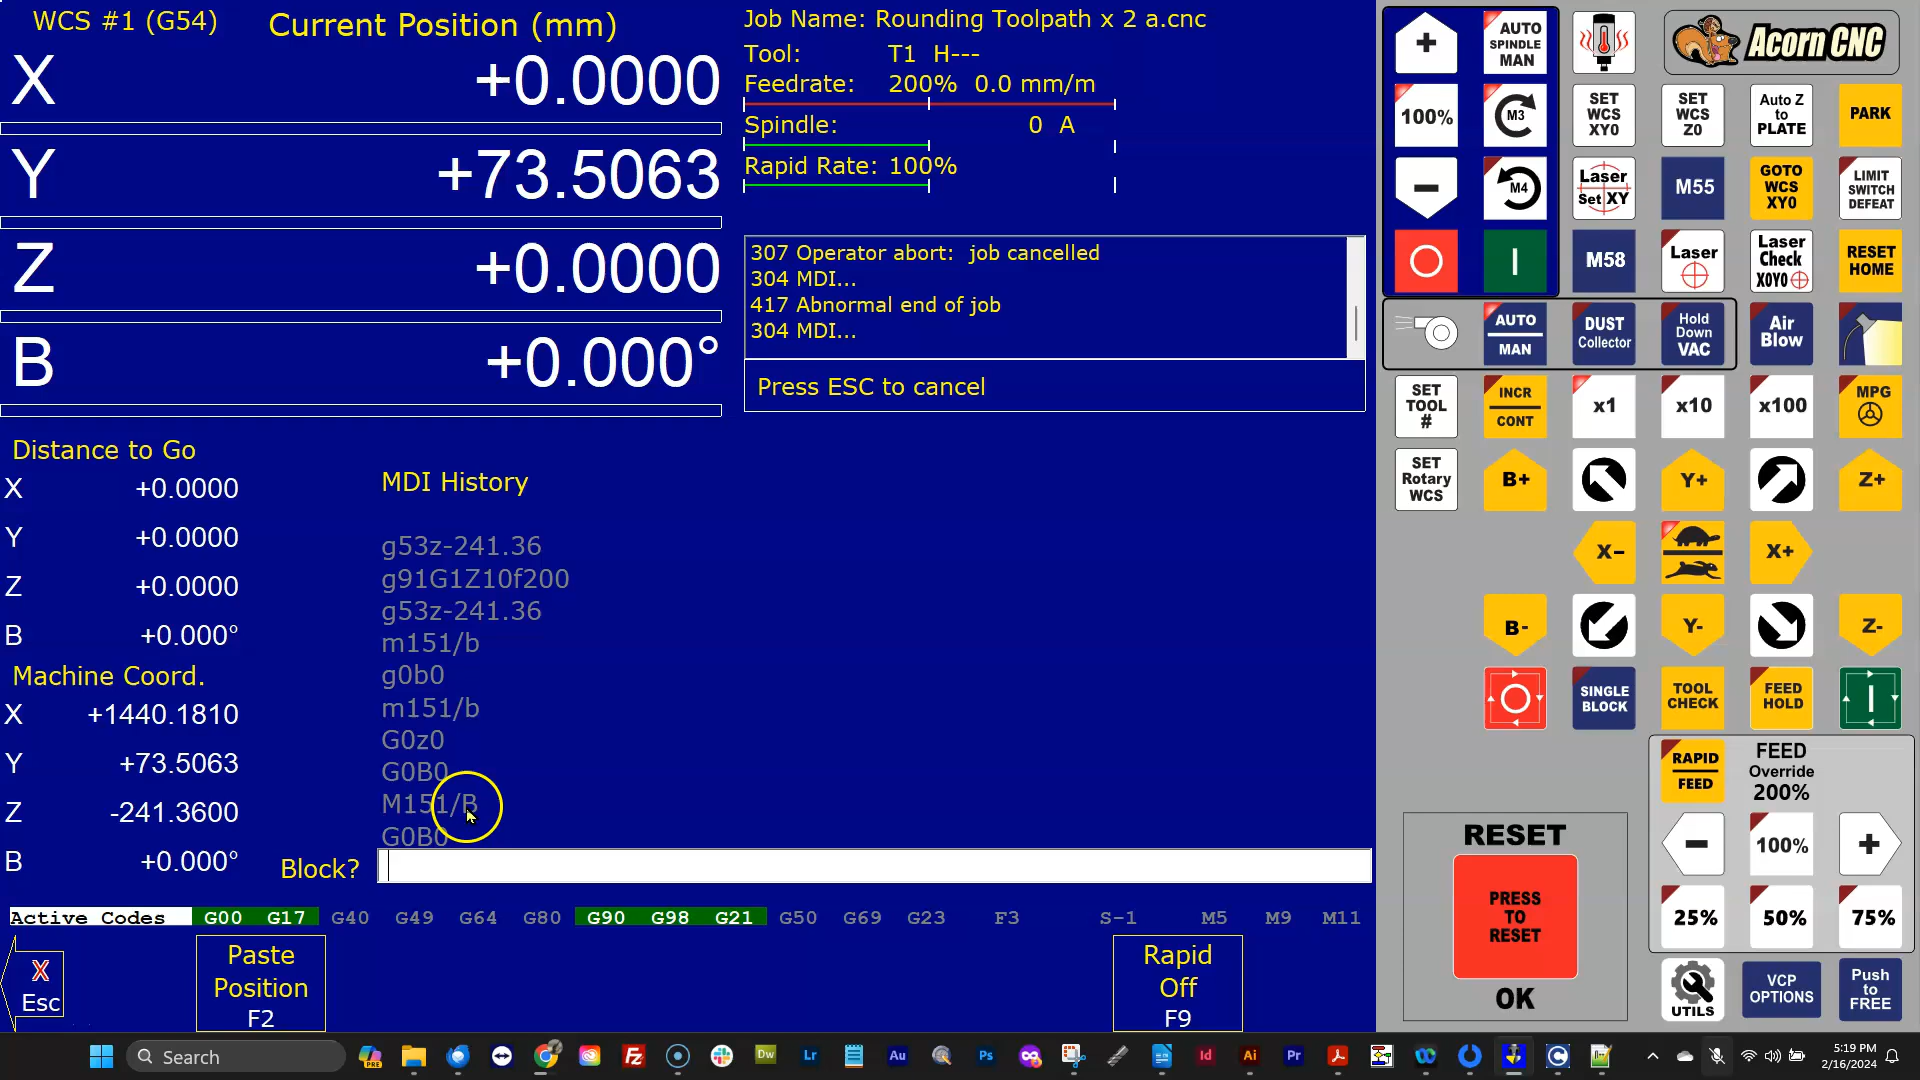 WCS #1 (G54)
Current Position (mm)
X +0.0000
Y +73.5063
Z +0.0000
B +0.000°
Job Name: Rounding Toolpath x 2 a.cnc
Tool: T1 H---
Feedrate: 200% 0.0 mm/m
Spindle: 0 A
Rapid Rate: 100%
307 Operator abort: job cancelled
304 MDI...
417 Abnormal end of job
304 MDI...
Press ESC to cancel
Distance to Go
X +0.0000
Y +0.0000
Z +0.0000
B +0.000°
Machine Coord.
X +1440.1810
Y +73.5063
Z -241.3600
B +0.000°
MDI History
g53z-241.36
g91G1Z10f200
g53z-241.36
m151/b
g0b0
m151/b
G0z0
G0B0
M151/B
G0B0
Block?
Active Codes G00 G17 G40 G49 G64 G80 G90 G98 G21 G50 G69 G23 F3 S-1 M5 M9 M11
X
Esc
Paste
Position
F2
Rapid
Off
F9
+
AUTO
SPINDLE
MAN
Acorn CNC
100%
M3
SET
WCS
XY0
SET
WCS
Z0
Auto Z
to
PLATE
PARK
−
M4
Laser
Set XY
M55
GOTO
WCS
XY0
LIMIT
SWITCH
DEFEAT
M58
Laser
Laser
Check
X0Y0
RESET
HOME
AUTO
MAN
DUST
Collector
Hold
Down
VAC
Air
Blow
SET
TOOL
#
INCR
CONT
x1
x10
x100
MPG
SET
Rotary
WCS
B+
Y+
Z+
X−
X+
B-
Y-
Z-
SINGLE
BLOCK
TOOL
CHECK
FEED
HOLD
RAPID
FEED
FEED
Override
200%
−
100%
+
25%
50%
75%
RESET
PRESS
TO
RESET
OK
UTILS
VCP
OPTIONS
Push
to
FREE
Search
PRE
Fz
Dw
Lr
Au
Ps
Id
Ai
Pr
5:19 PM
2/16/2024